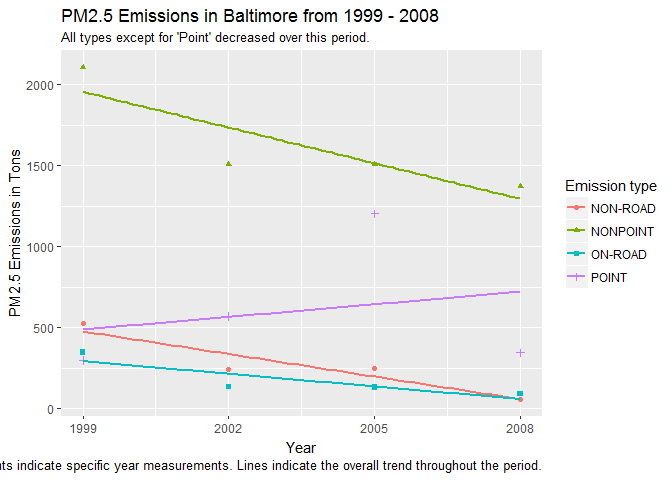 PM2.5 Emissions in Baltimore from 1999 - 2008
All types except for 'Point' decreased over this period.
PM2.5 Emissions in Tons
2000
1500
1000
500
0
1999
2002
2005
2008
Year
Emission type
NON-ROAD
NONPOINT
ON-ROAD
POINT
indicate specific year measurements. Lines indicate the overall trend throughout the period.